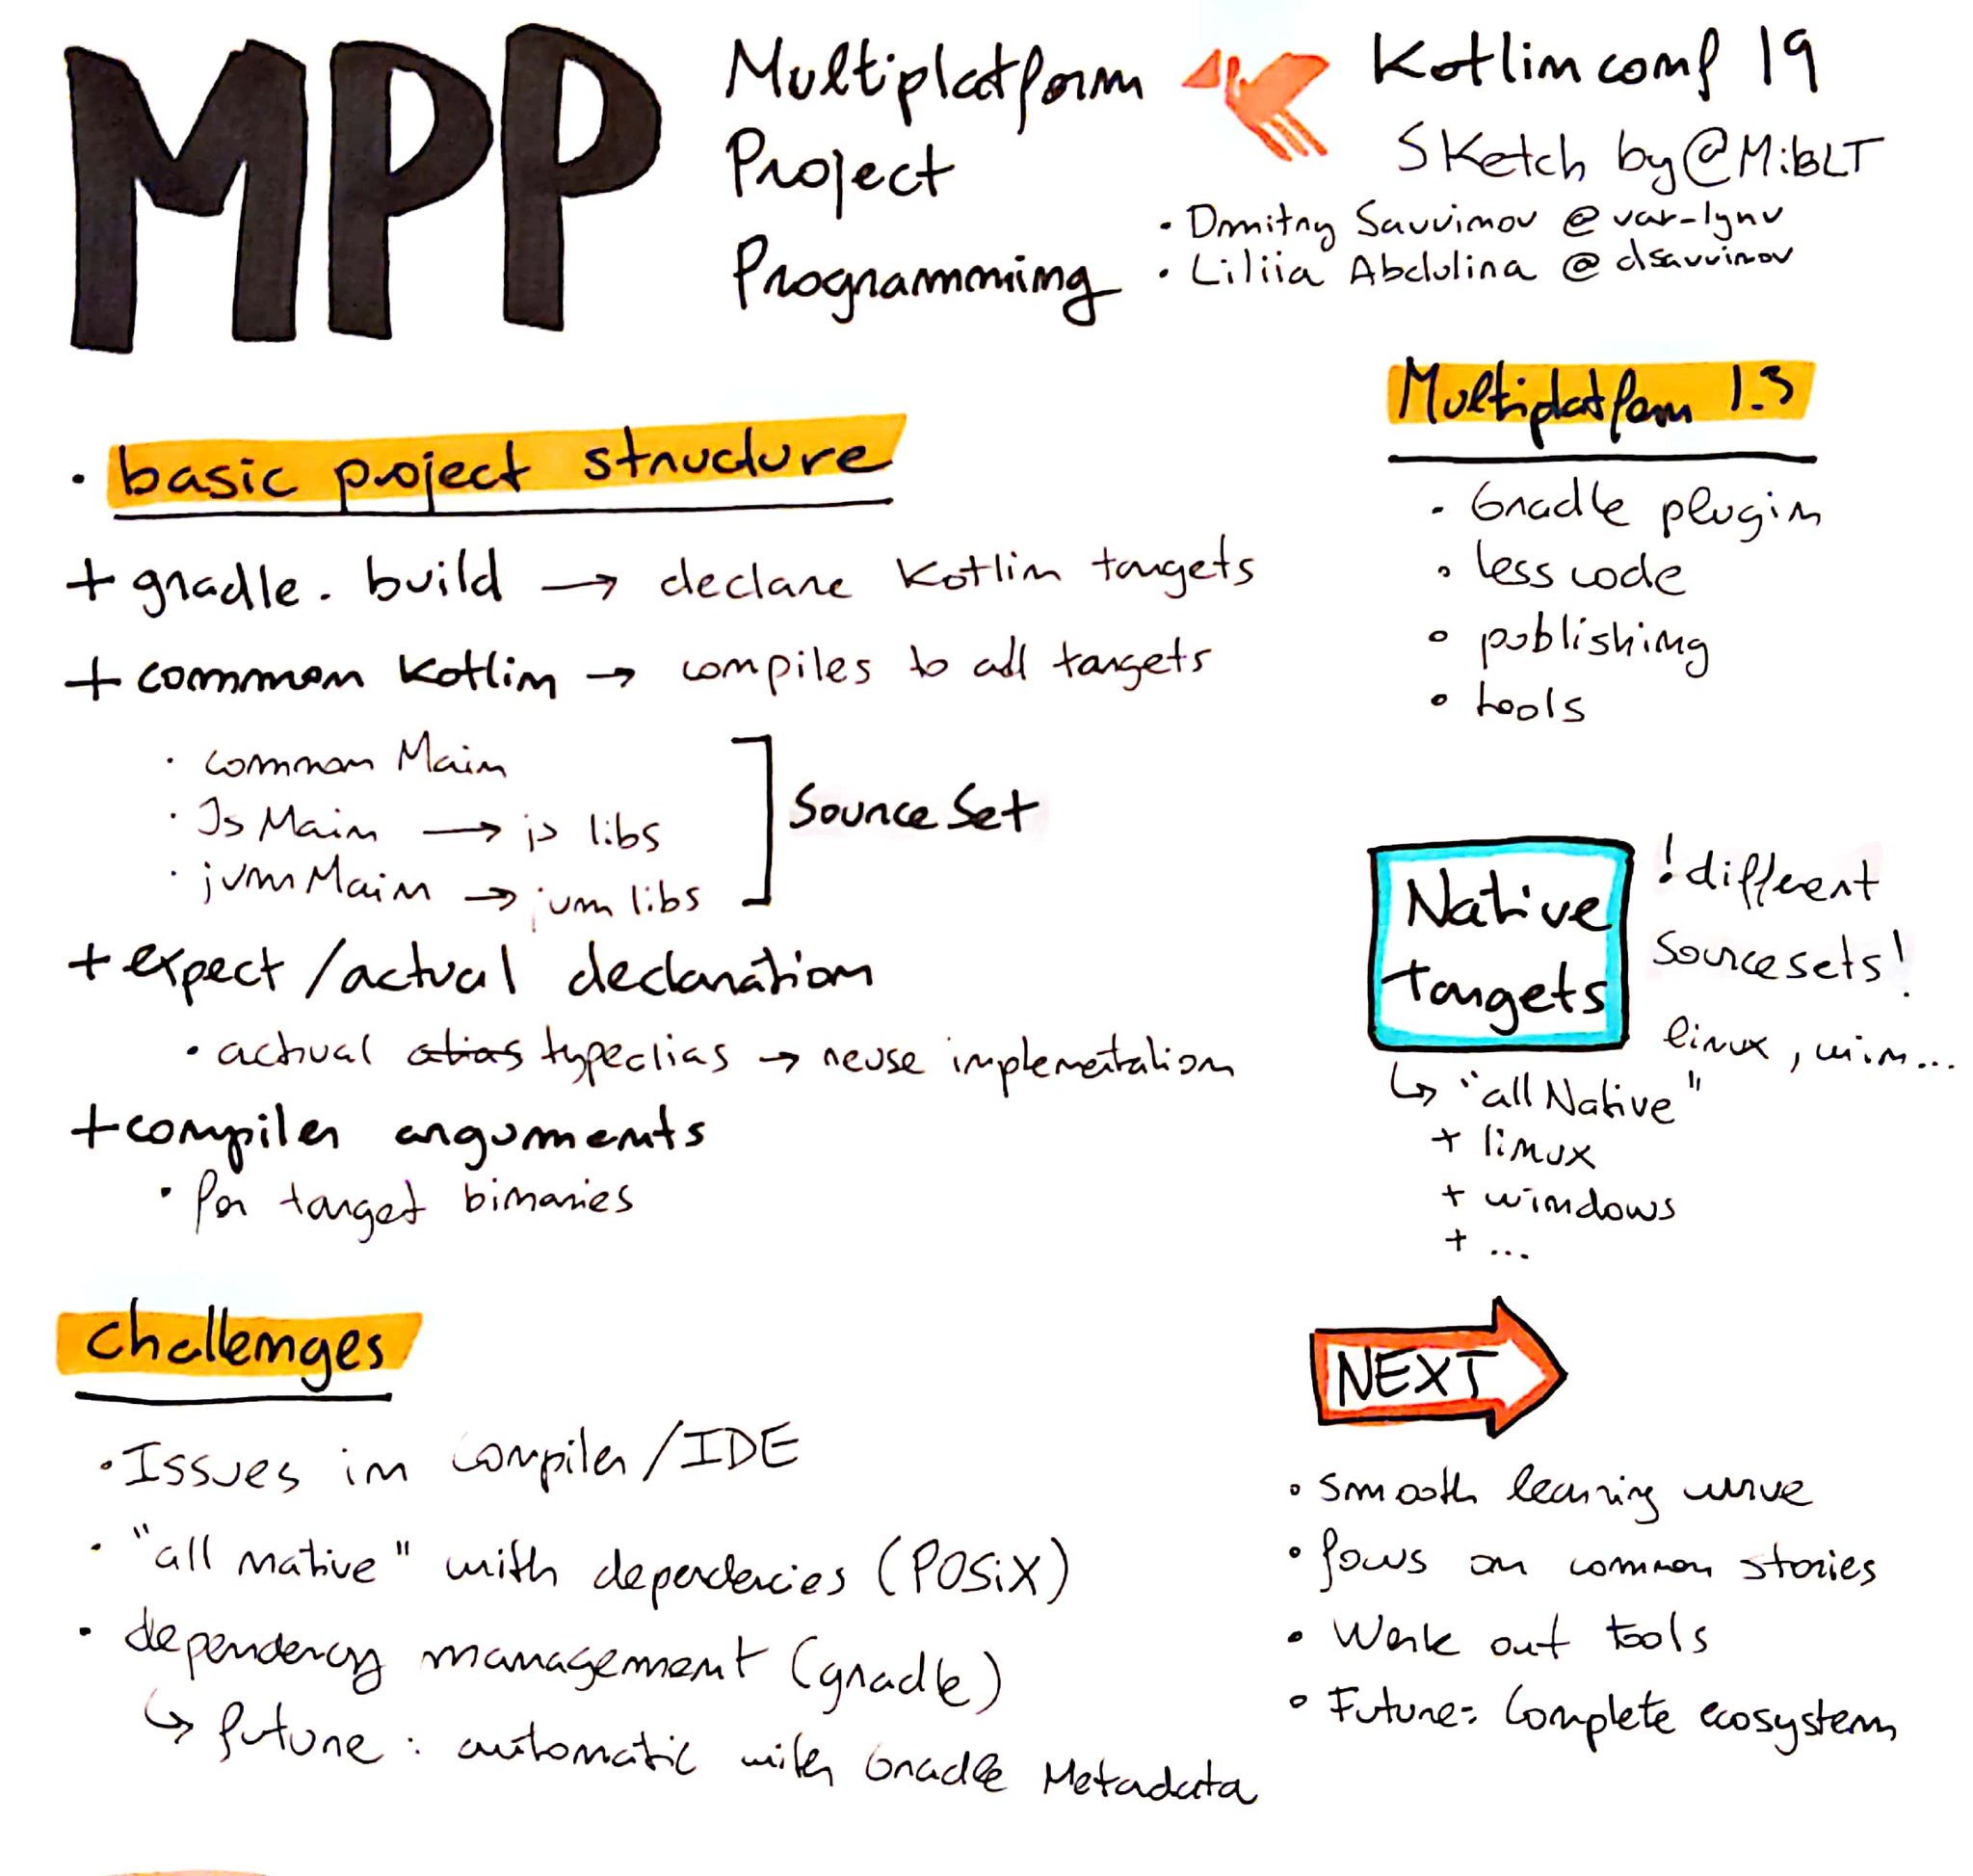 MPP
Multiplatform
Project
Programming
Kotlinconf 19
Sketch by @MiBLT
• Dmitry Savvinov @var-lynv
• Liliia Abdulina @dsavvinov
• basic project structure
+ gradle. build → declare Kotlin targets
+ common Kotlin → compiles to all targets
• common Main
• Js Main → js libs
• jvm Main → jvm libs
Source Set
+ expect/actual declaration
• actual alias typealias → reuse implementation
+ compiler arguments
• for target binaries
challenges
• Issues in compiler/IDE
• "all native" with dependencies (POSiX)
• dependency management (gradle)
↳ future : automatic with Gradle Metadata
Multiplatform 1.3
• Gradle plugin
• less code
• publishing
• tools
Native
targets
! different
sourcesets!
linux, win...
↳ "all Native"
+ linux
+ windows
+ ...
NEXT
• smooth learning curve
• focus on common stories
• Work out tools
• Future: Complete ecosystem